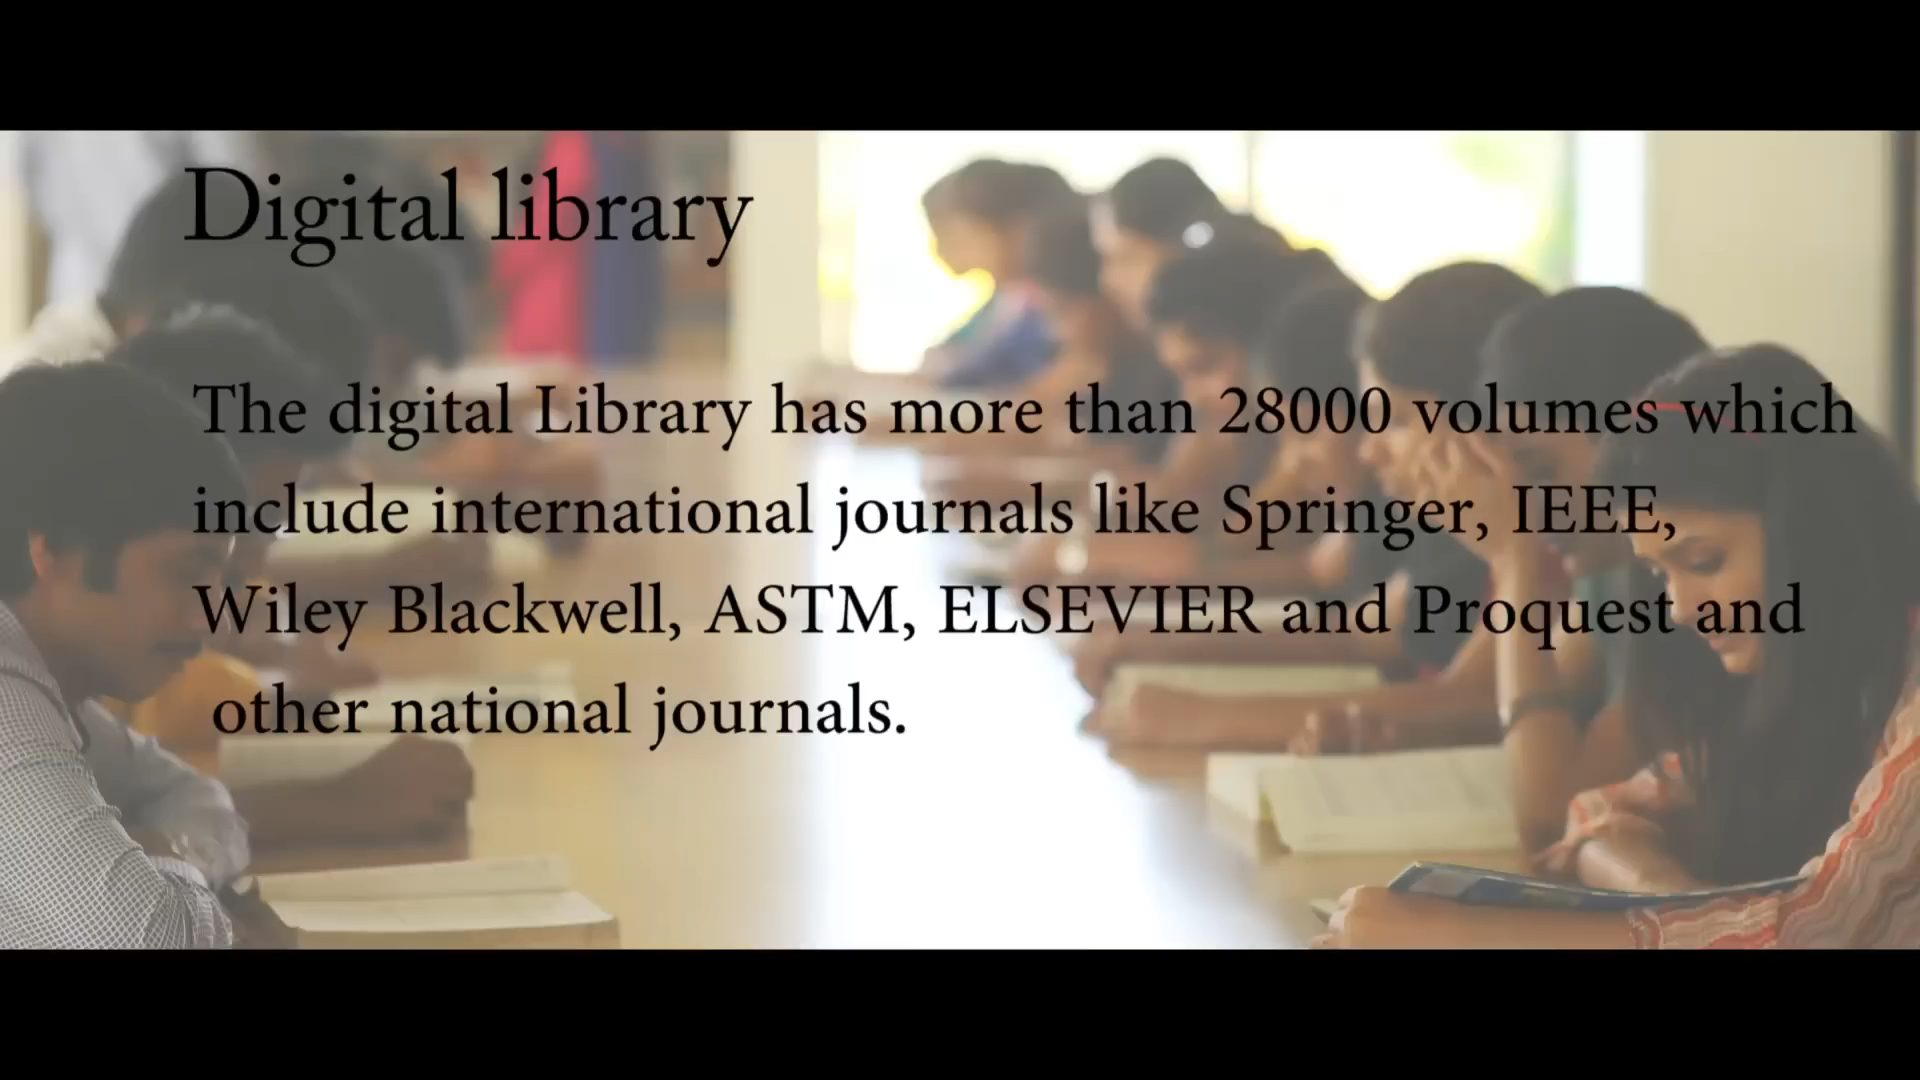 Digital library
The digital Library has more than 28000 volumes which
include international journals like Springer, IEEE,
Wiley Blackwell, ASTM, ELSEVIER and Proquest and
other national journals.